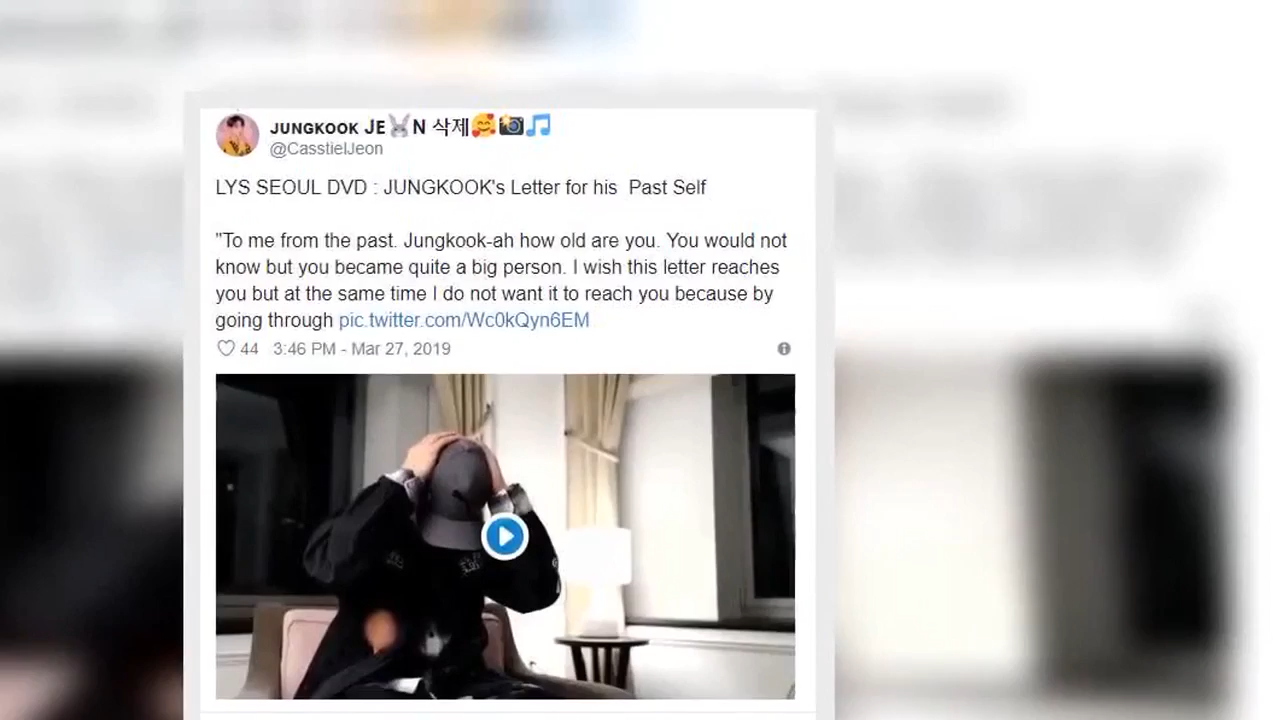 JUNGKOOK JE🐰N 삭제🥰📸🎵
@CasstielJeon
LYS SEOUL DVD : JUNGKOOK's Letter for his Past Self
"To me from the past. Jungkook-ah how old are you. You would not
know but you became quite a big person. I wish this letter reaches
you but at the same time I do not want it to reach you because by
going through pic.twitter.com/Wc0kQyn6EM
44 3:46 PM - Mar 27, 2019